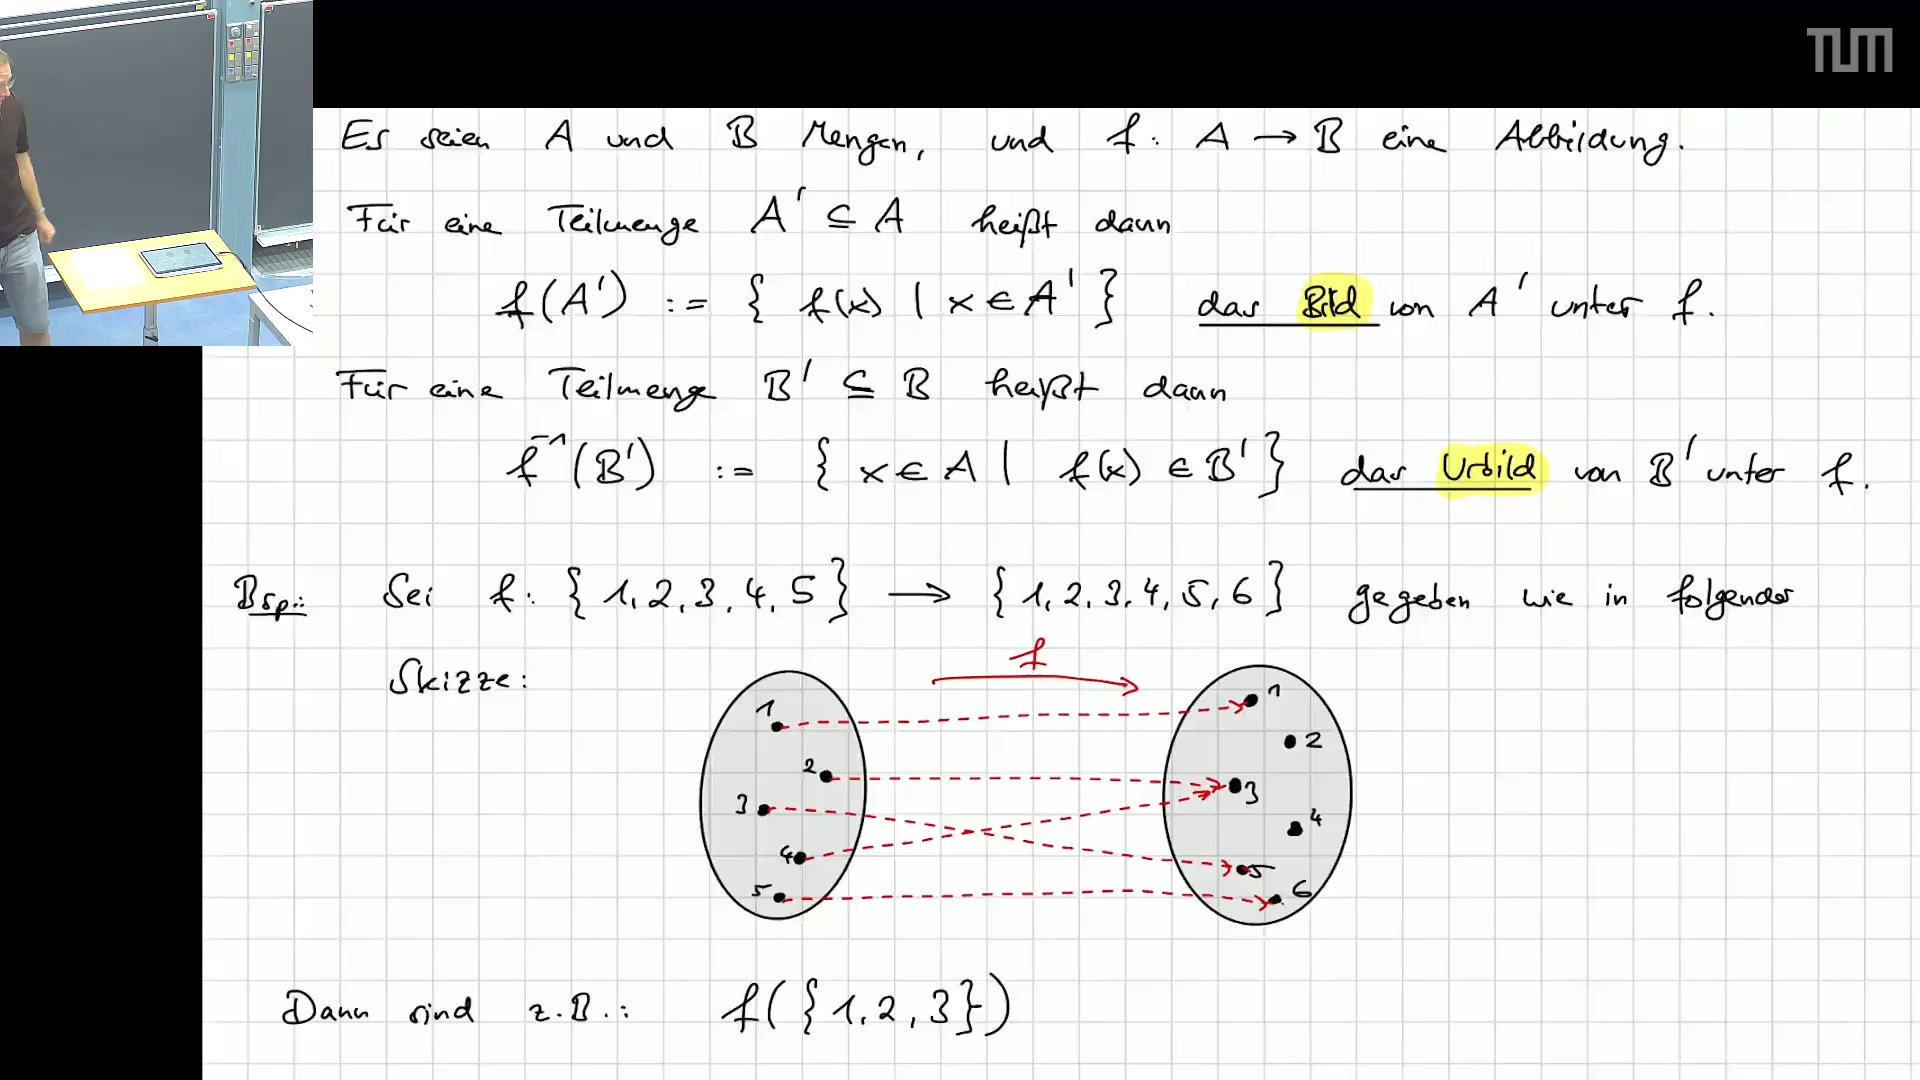 TUM
Es seien A und B Mengen, und f: A → B eine Abbildung.
Für eine Teilmenge A' ⊆ A heißt dann
f(A') := { f(x) | x ∈ A' } das Bild von A' unter f.
Für eine Teilmenge B' ⊆ B heißt dann
f⁻¹(B') := { x ∈ A | f(x) ∈ B' } das Urbild von B' unter f.
Bsp.: Sei f: { 1, 2, 3, 4, 5 } → { 1, 2, 3, 4, 5, 6 } gegeben wie in folgender
Skizze:
f
1
2
3
4
5
1
2
3
4
5
6
Dann sind z.B.: f({1, 2, 3})